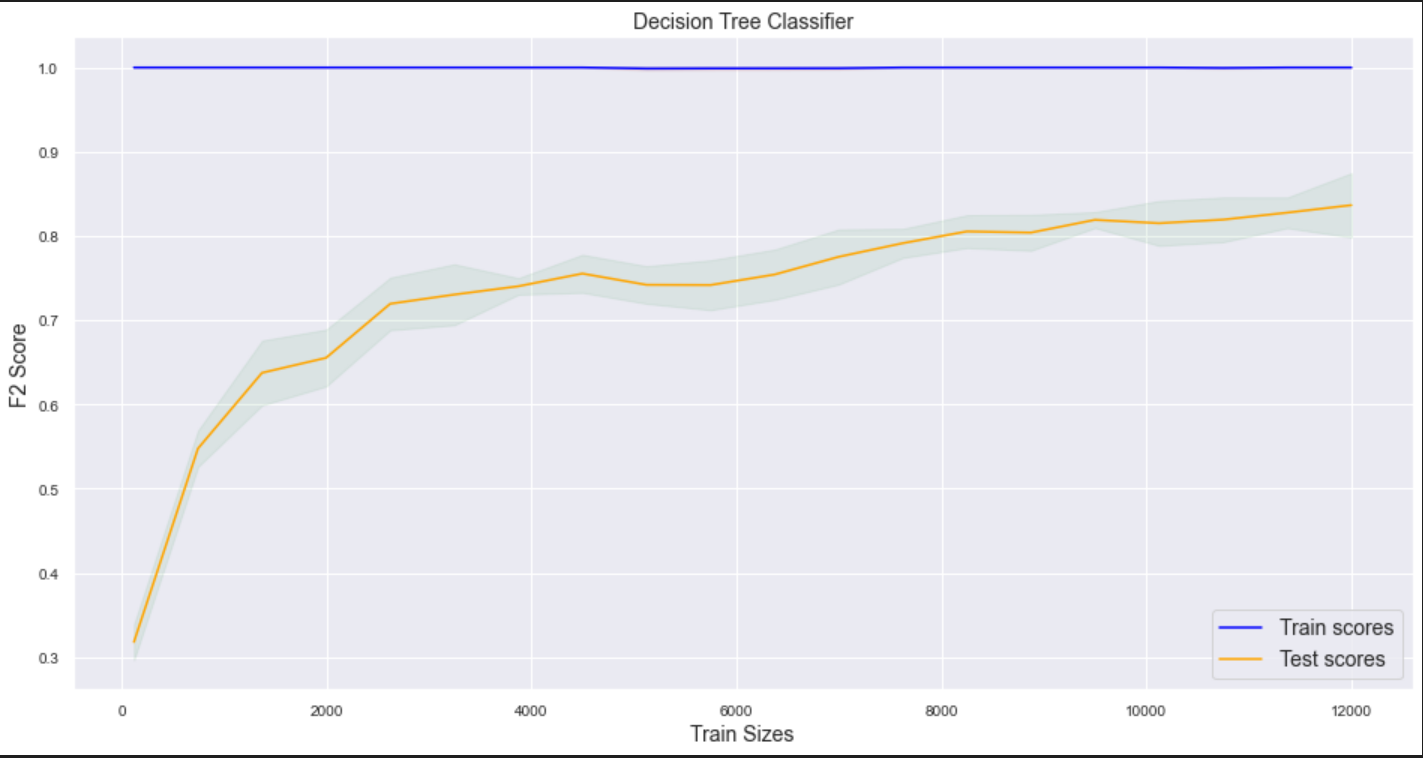 Decision Tree Classifier
F2 Score
1.0
0.9
0.8
0.7
0.6
0.5
0.4
0.3
Train scores
Test scores
0 2000 4000 6000 8000 10000 12000
Train Sizes